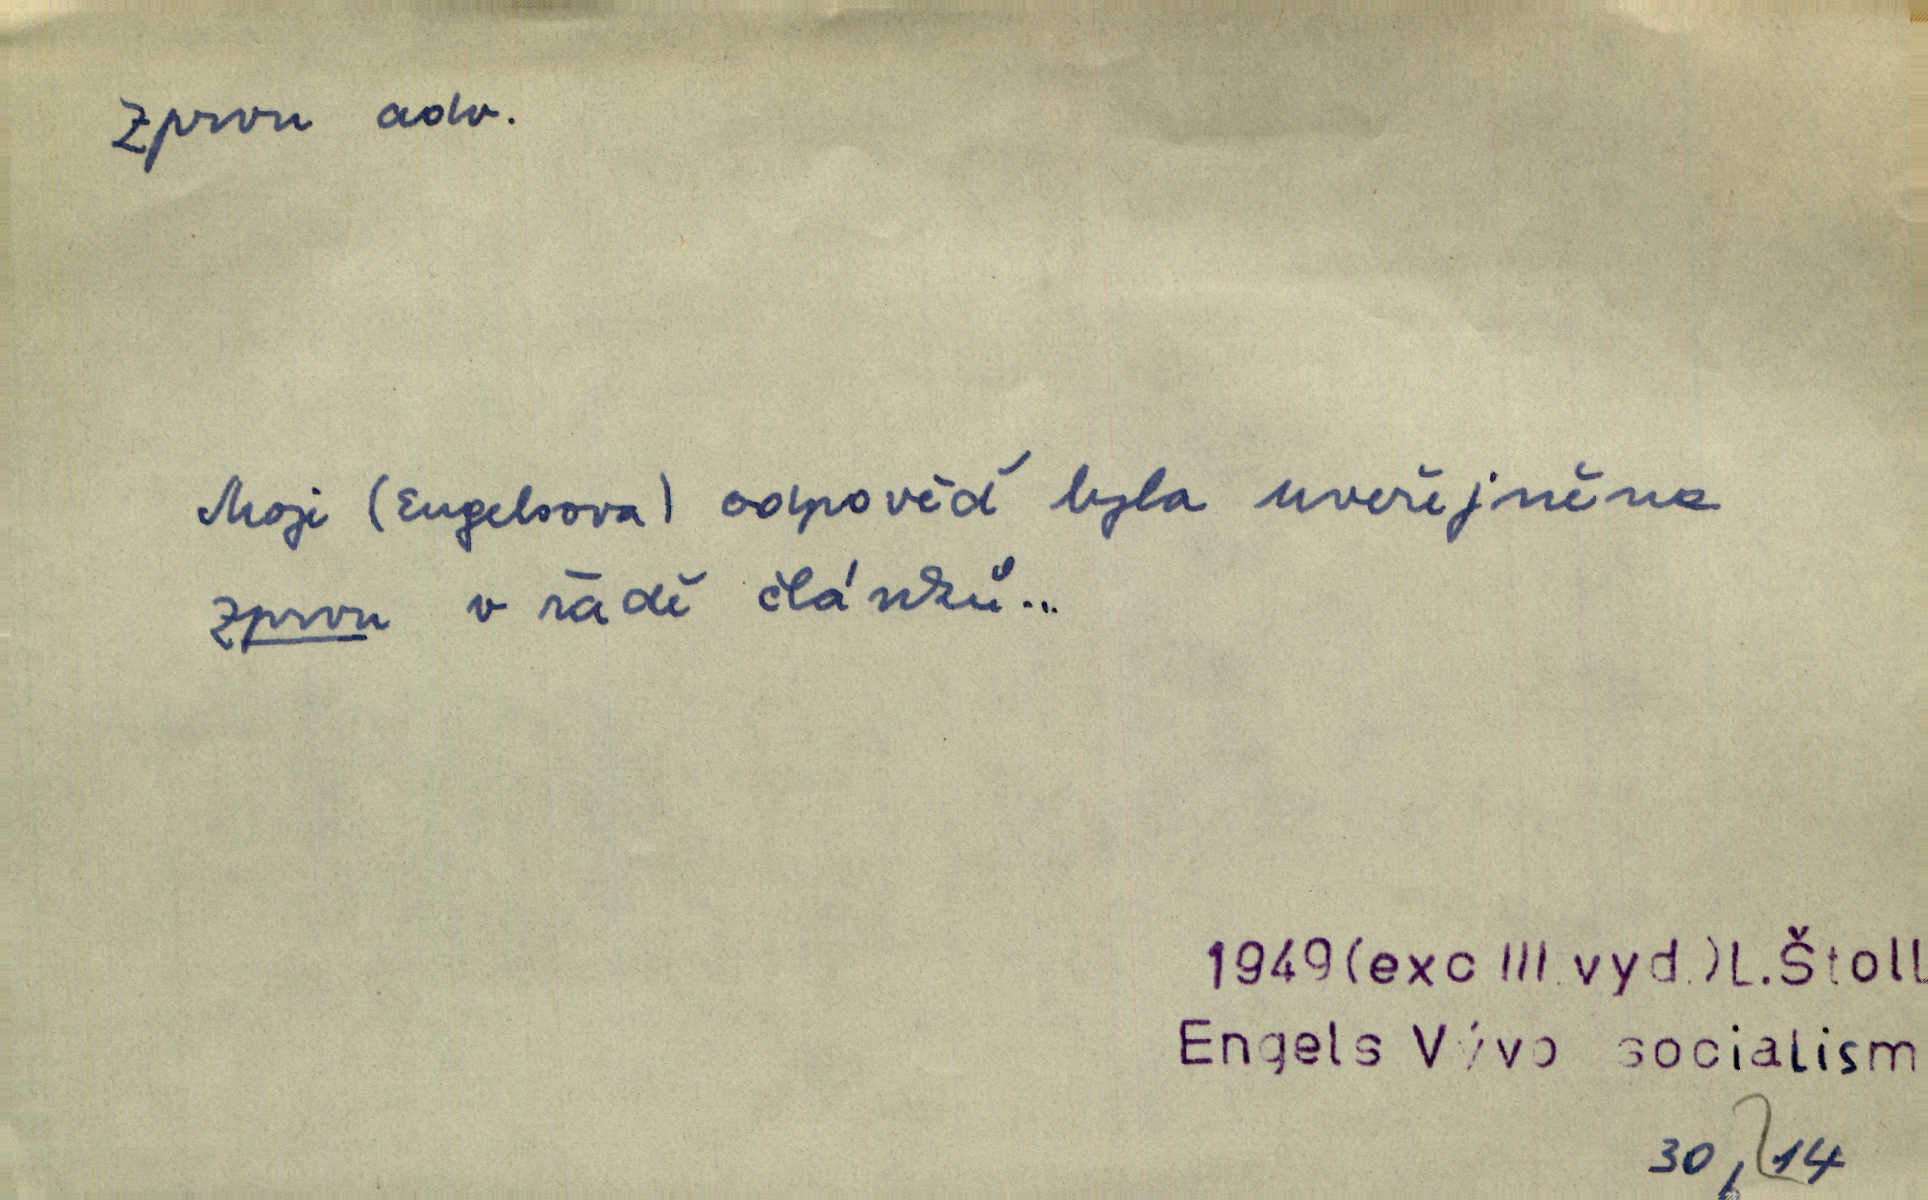 zprvu adv.
Moje (Engelsova) odpověď byla uveřejněna
zprvu v řadě článků...
1949(exc III. vyd.)L.Štoll
Engels Vývo socialism
30, 14